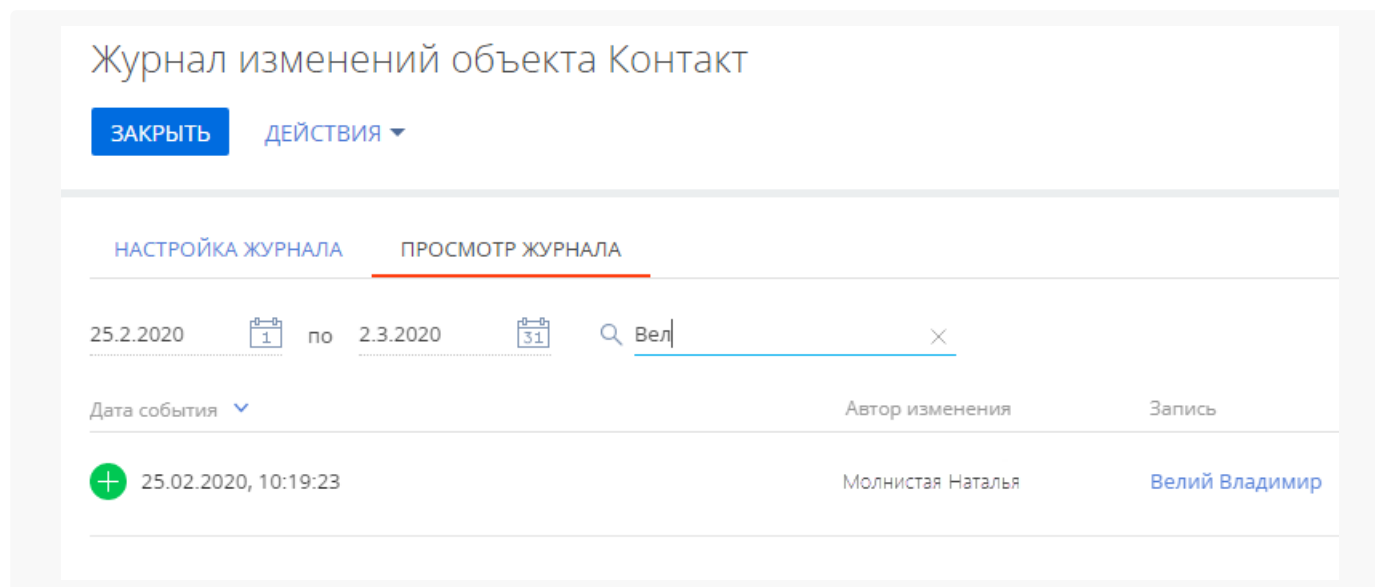 Журнал изменений объекта Контакт
ЗАКРЫТЬ ДЕЙСТВИЯ
НАСТРОЙКА ЖУРНАЛА ПРОСМОТР ЖУРНАЛА
25.2.2020 1 по 2.3.2020 31 Вел
Дата события Автор изменения Запись
25.02.2020, 10:19:23 Молнистая Наталья Велий Владимир